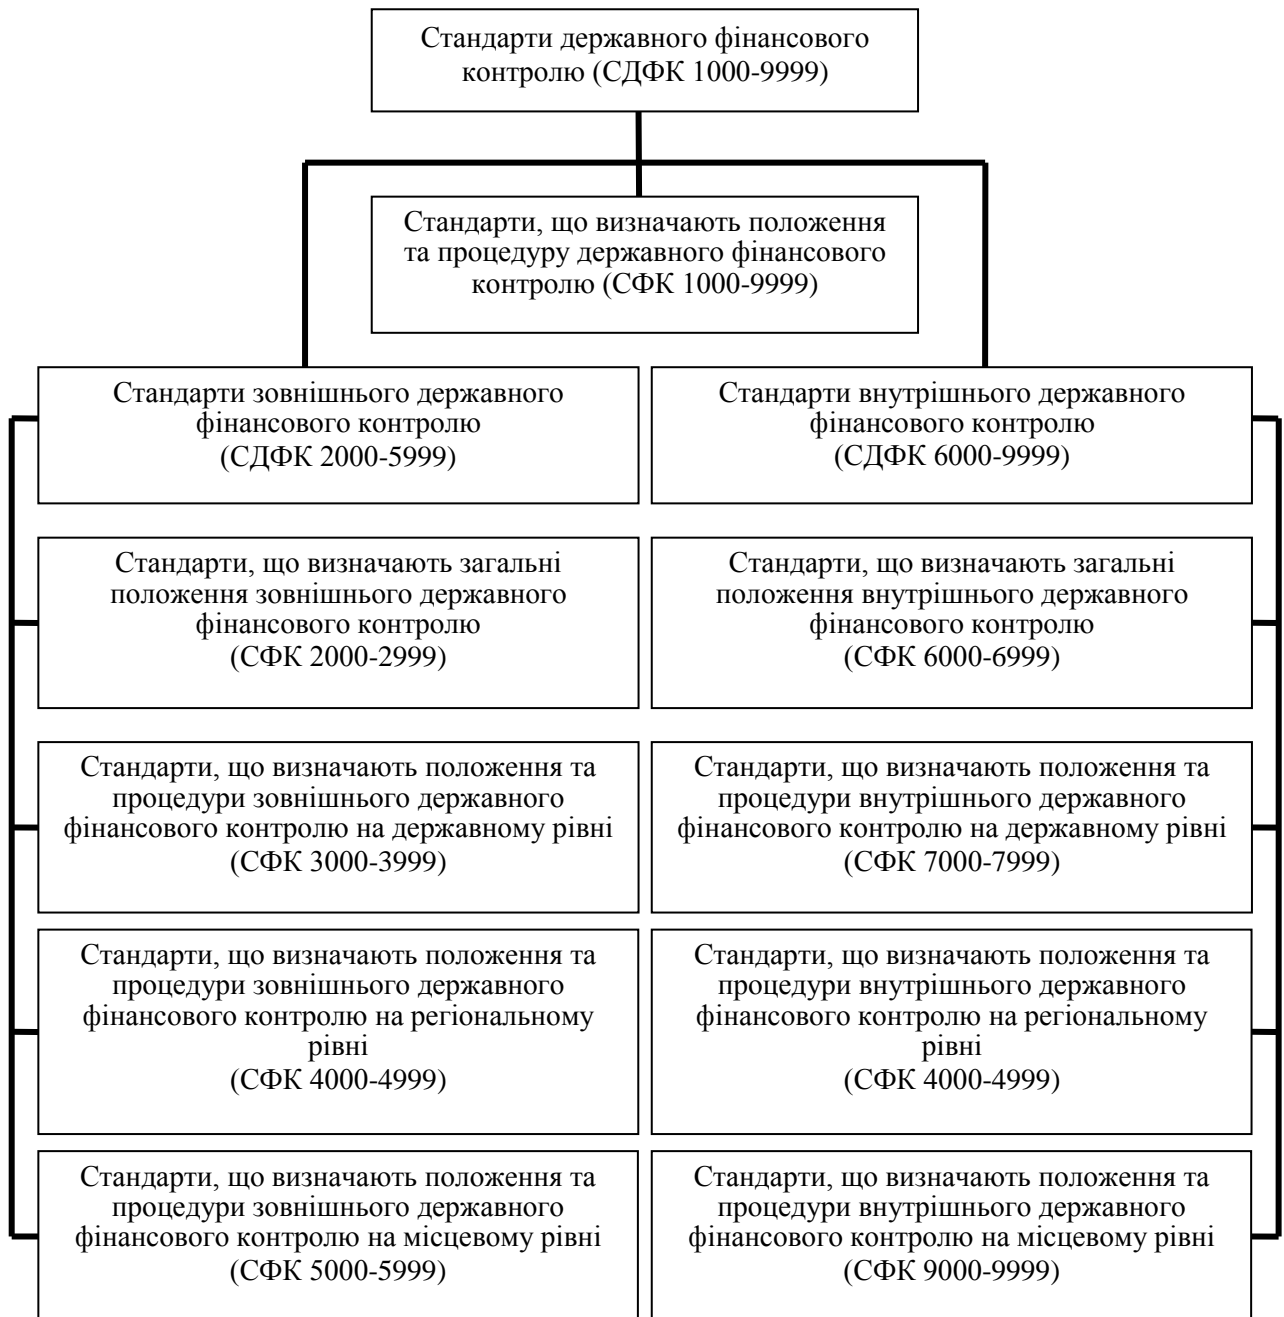 Стандарти державного фінансового
контролю (СДФК 1000-9999)
Стандарти, що визначають положення
та процедуру державного фінансового
контролю (СФК 1000-9999)
Стандарти зовнішнього державного
фінансового контролю
(СДФК 2000-5999)
Стандарти внутрішнього державного
фінансового контролю
(СДФК 6000-9999)
Стандарти, що визначають загальні
положення зовнішнього державного
фінансового контролю
(СФК 2000-2999)
Стандарти, що визначають загальні
положення внутрішнього державного
фінансового контролю
(СФК 6000-6999)
Стандарти, що визначають положення та
процедури зовнішнього державного
фінансового контролю на державному рівні
(СФК 3000-3999)
Стандарти, що визначають положення та
процедури внутрішнього державного
фінансового контролю на державному рівні
(СФК 7000-7999)
Стандарти, що визначають положення та
процедури зовнішнього державного
фінансового контролю на регіональному
рівні
(СФК 4000-4999)
Стандарти, що визначають положення та
процедури внутрішнього державного
фінансового контролю на регіональному
рівні
(СФК 4000-4999)
Стандарти, що визначають положення та
процедури зовнішнього державного
фінансового контролю на місцевому рівні
(СФК 5000-5999)
Стандарти, що визначають положення та
процедури внутрішнього державного
фінансового контролю на місцевому рівні
(СФК 9000-9999)